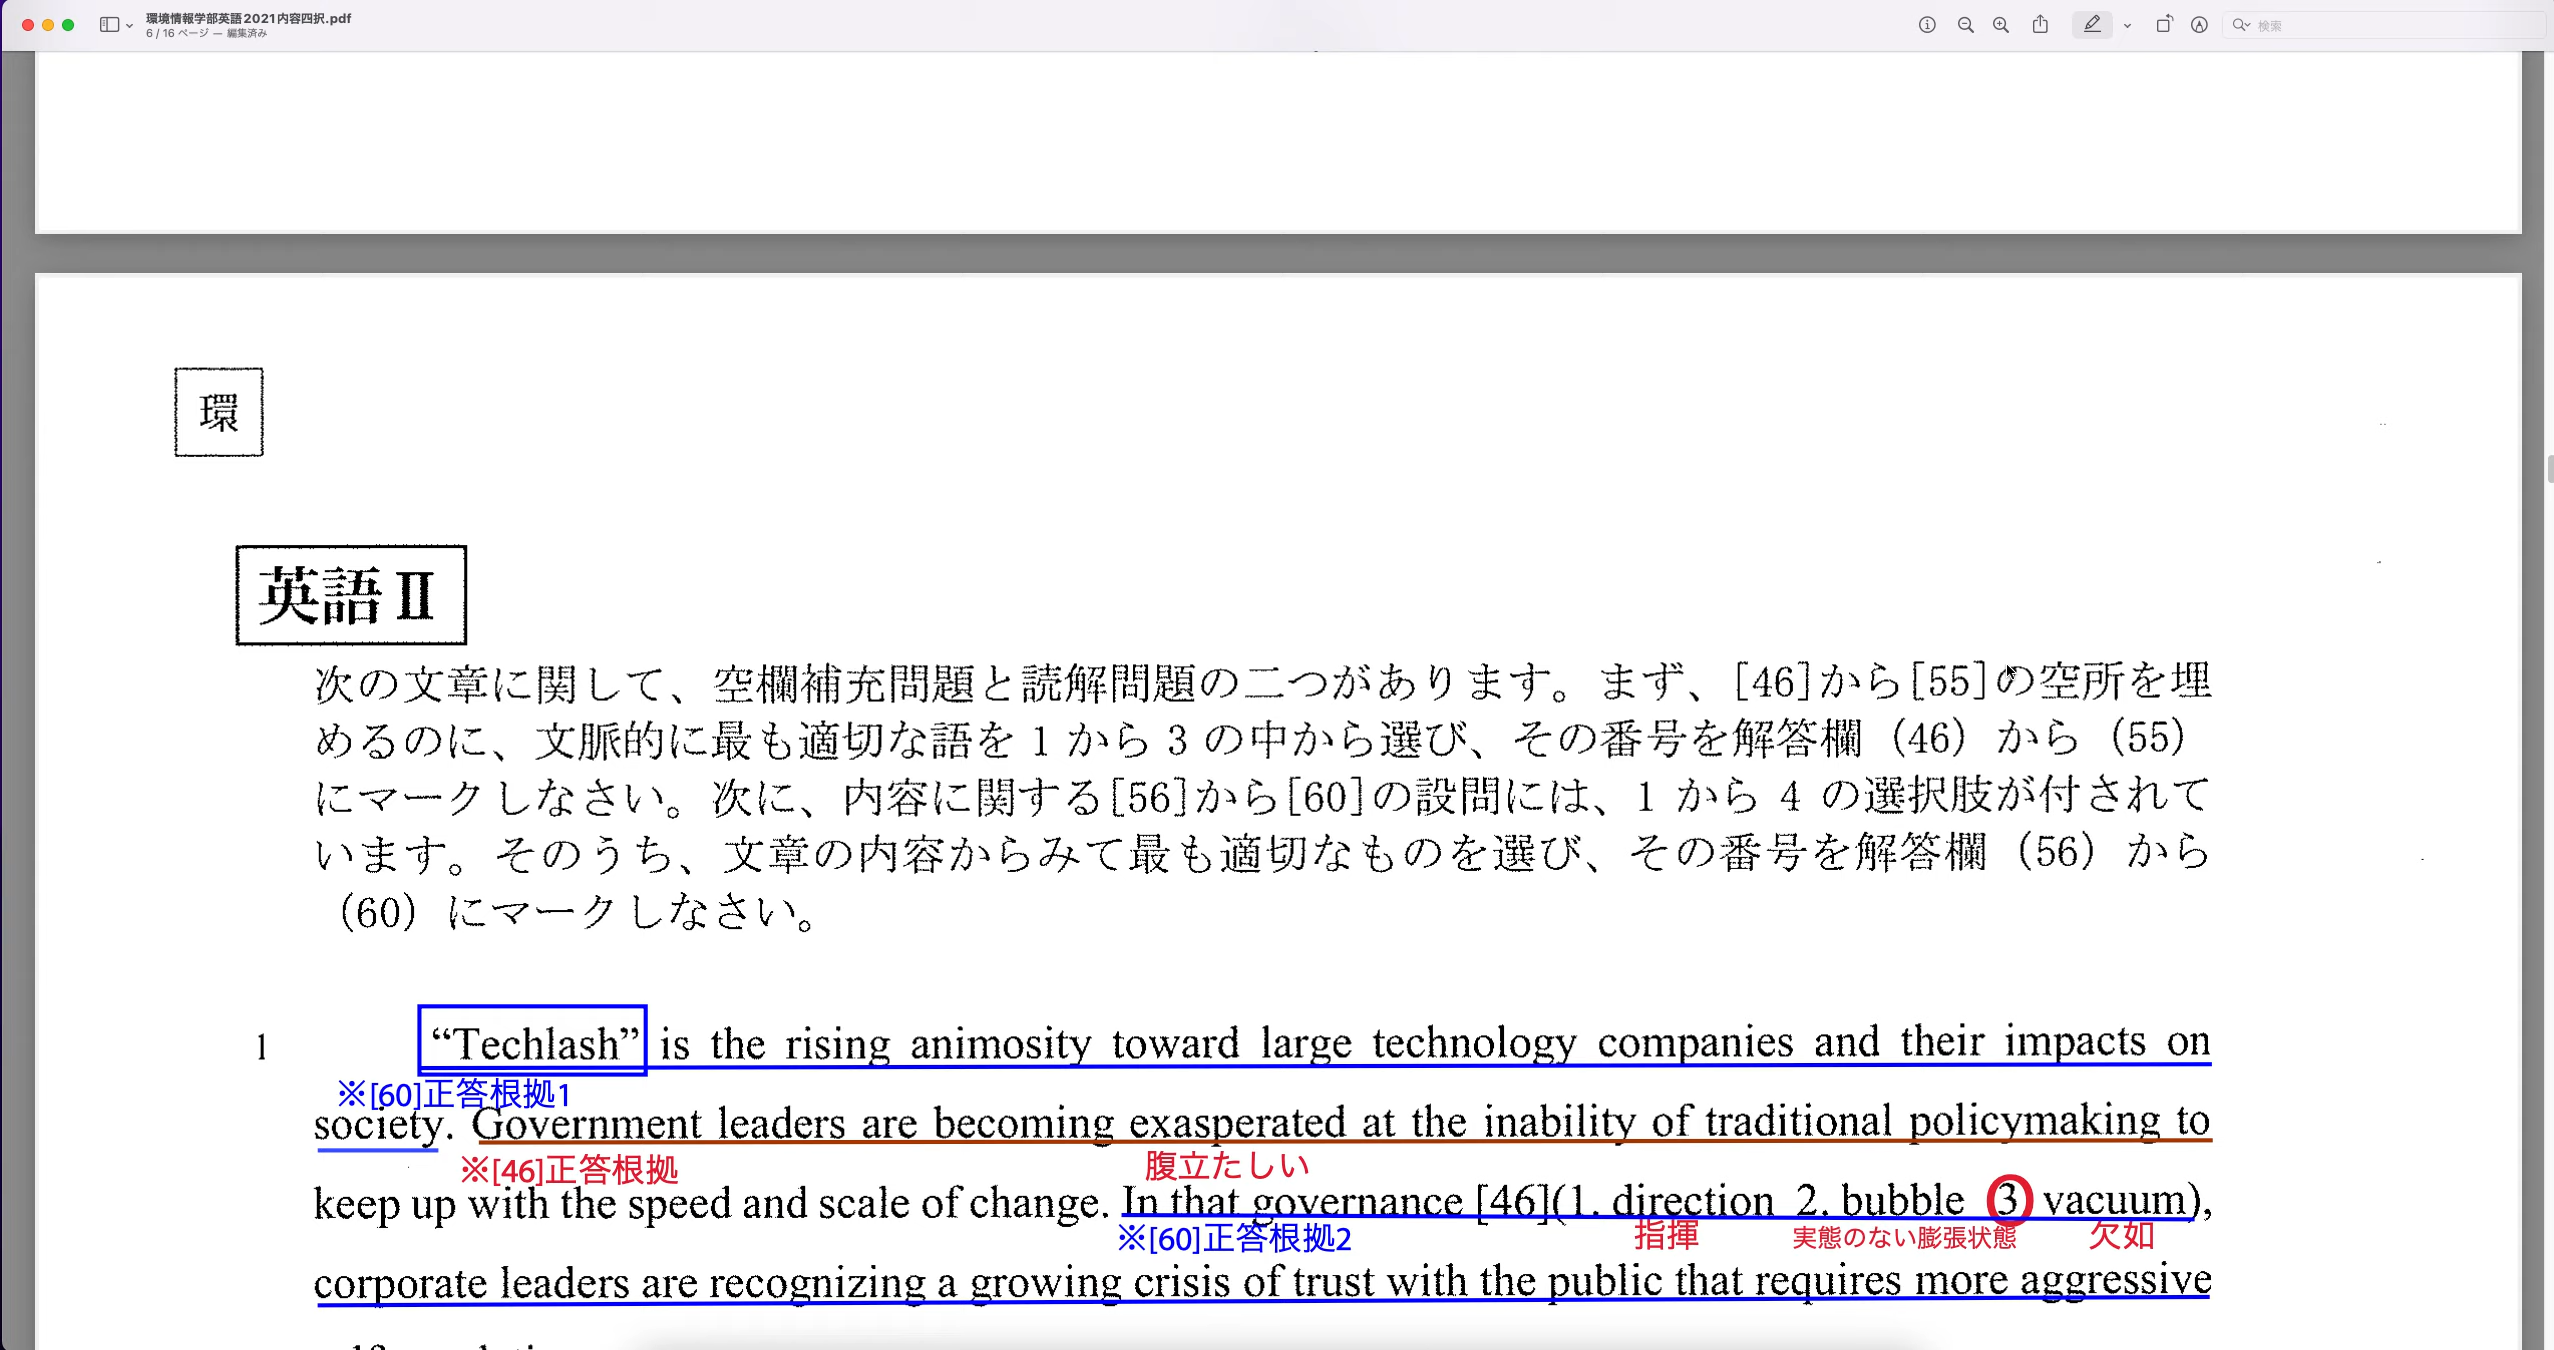 環境情報学部英語2021内容四択.pdf
6 / 16 ページ — 編集済み
検索
環
英語Ⅱ
次の文章に関して、空欄補充問題と読解問題の二つがあります。まず、[46]から[55]の空所を埋
めるのに、文脈的に最も適切な語を 1 から 3 の中から選び、その番号を解答欄（46）から（55）
にマークしなさい。次に、内容に関する[56]から[60]の設問には、1 から 4 の選択肢が付されて
います。そのうち、文章の内容からみて最も適切なものを選び、その番号を解答欄（56）から
（60）にマークしなさい。
1 “Techlash” is the rising animosity toward large technology companies and their impacts on
※[60]正答根拠1
society. Government leaders are becoming exasperated at the inability of traditional policymaking to
※[46]正答根拠 腹立たしい
keep up with the speed and scale of change. In that governance [46](1. direction 2. bubble 3 vacuum),
※[60]正答根拠2 指揮 実態のない膨張状態 欠如
corporate leaders are recognizing a growing crisis of trust with the public that requires more aggressive